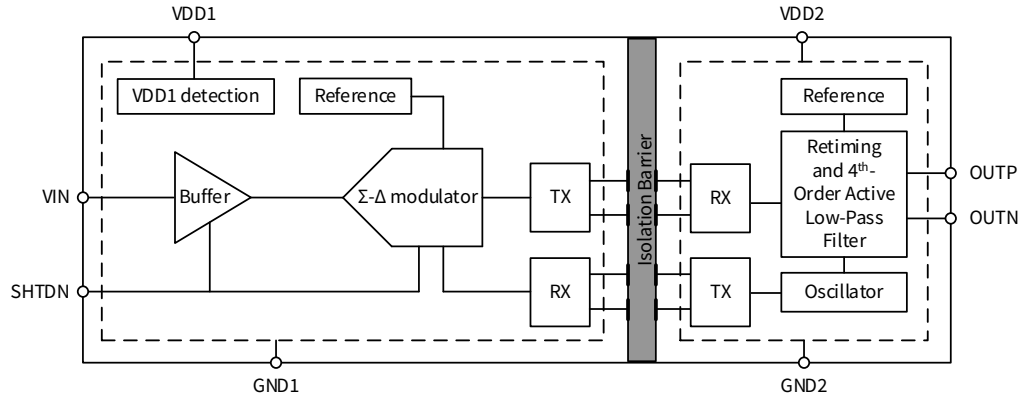 VDD1
VDD2
VDD1 detection
Reference
Reference
VIN
Buffer
Σ-Δ modulator
TX
Isolation Barrier
RX
Retiming
and 4th-
Order Active
Low-Pass
Filter
OUTP
OUTN
SHTDN
RX
TX
Oscillator
GND1
GND2